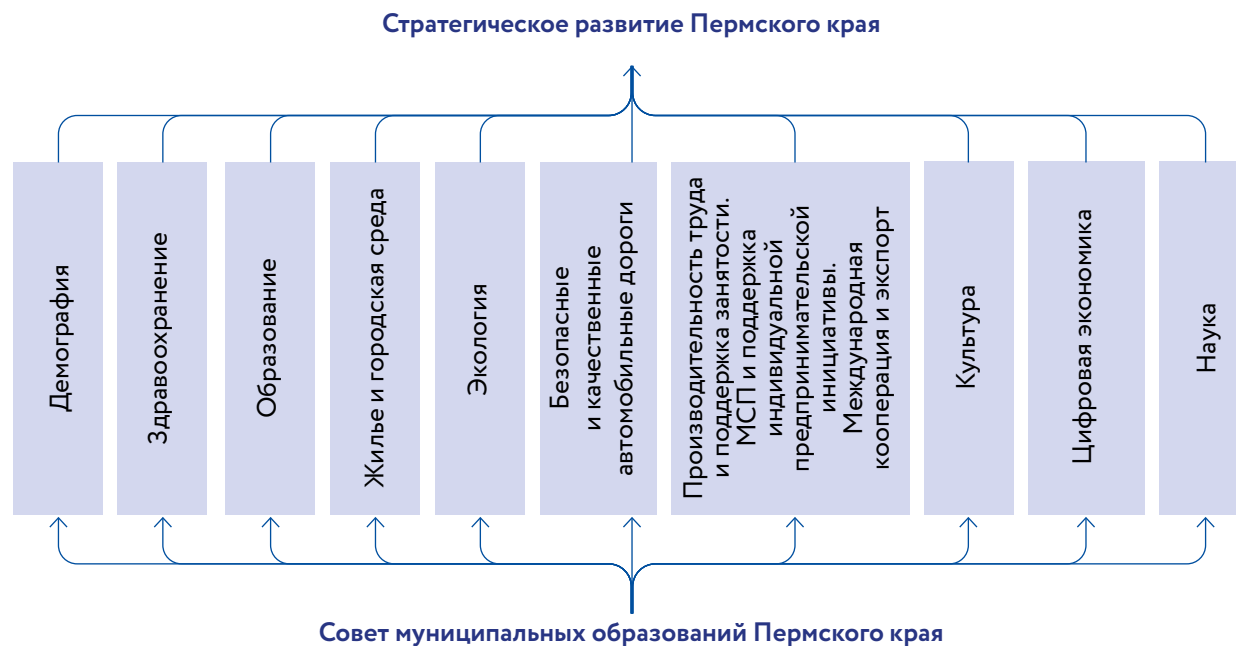 Стратегическое развитие Пермского края
Демография
Здравоохранение
Образование
Жилье и городская среда
Экология
Безопасные
и качественные
автомобильные дороги
Производительность труда
и поддержка занятости.
МСП и поддержка
индивидуальной
предпринимательской
инициативы.
Международная
кооперация и экспорт
Культура
Цифровая экономика
Наука
Совет муниципальных образований Пермского края